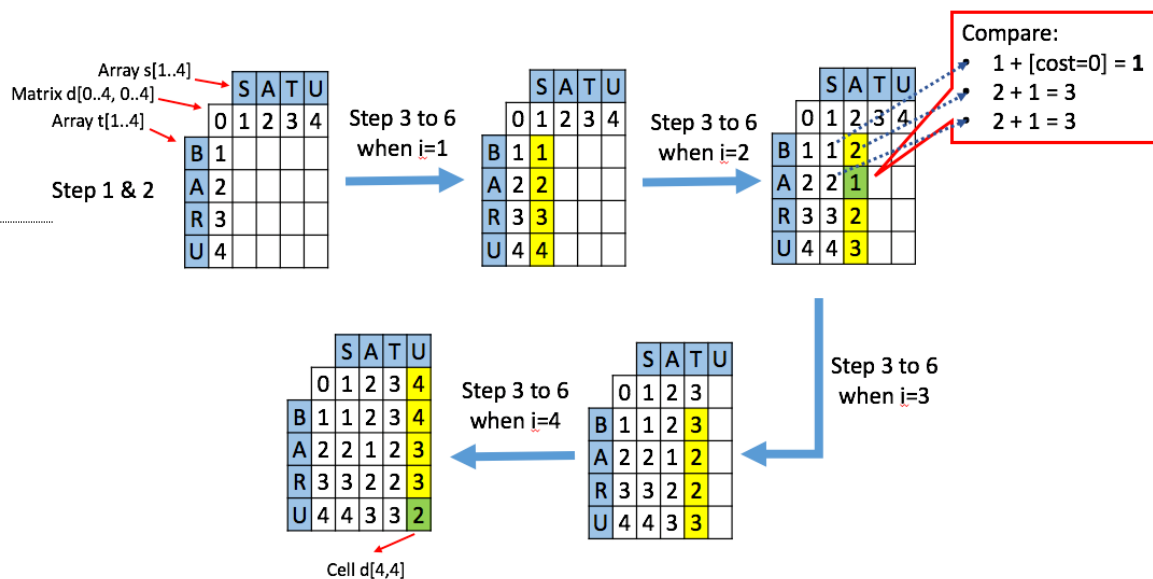 Array s[1..4]
Matrix d[0..4, 0..4]
Array t[1..4]
Step 1 & 2
S A T U
0 1 2 3 4
B 1
A 2
R 3
U 4
Step 3 to 6
when i=1
S A T U
0 1 2 3 4
B 1 1
A 2 2
R 3 3
U 4 4
Step 3 to 6
when i=2
S A T U
0 1 2 3 4
B 1 1 2
A 2 2 1
R 3 3 2
U 4 4 3
Compare:
• 1 + [cost=0] = 1
• 2 + 1 = 3
• 2 + 1 = 3
Step 3 to 6
when i=3
S A T U
0 1 2 3
B 1 1 2 3
A 2 2 1 2
R 3 3 2 2
U 4 4 3 3
Step 3 to 6
when i=4
S A T U
0 1 2 3 4
B 1 1 2 3 4
A 2 2 1 2 3
R 3 3 2 2 3
U 4 4 3 3 2
Cell d[4,4]